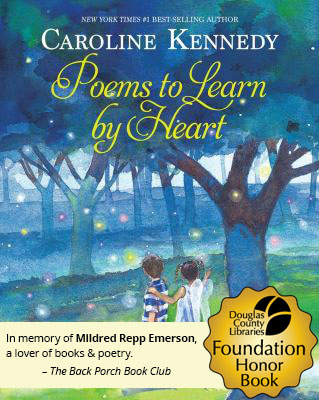 NEW YORK TIMES #1 BEST-SELLING AUTHOR
CAROLINE KENNEDY
Poems to Learn
by Heart
In memory of MIldred Repp Emerson,
a lover of books & poetry.
– The Back Porch Book Club
Douglas
County
Libraries
Foundation
Honor
Book